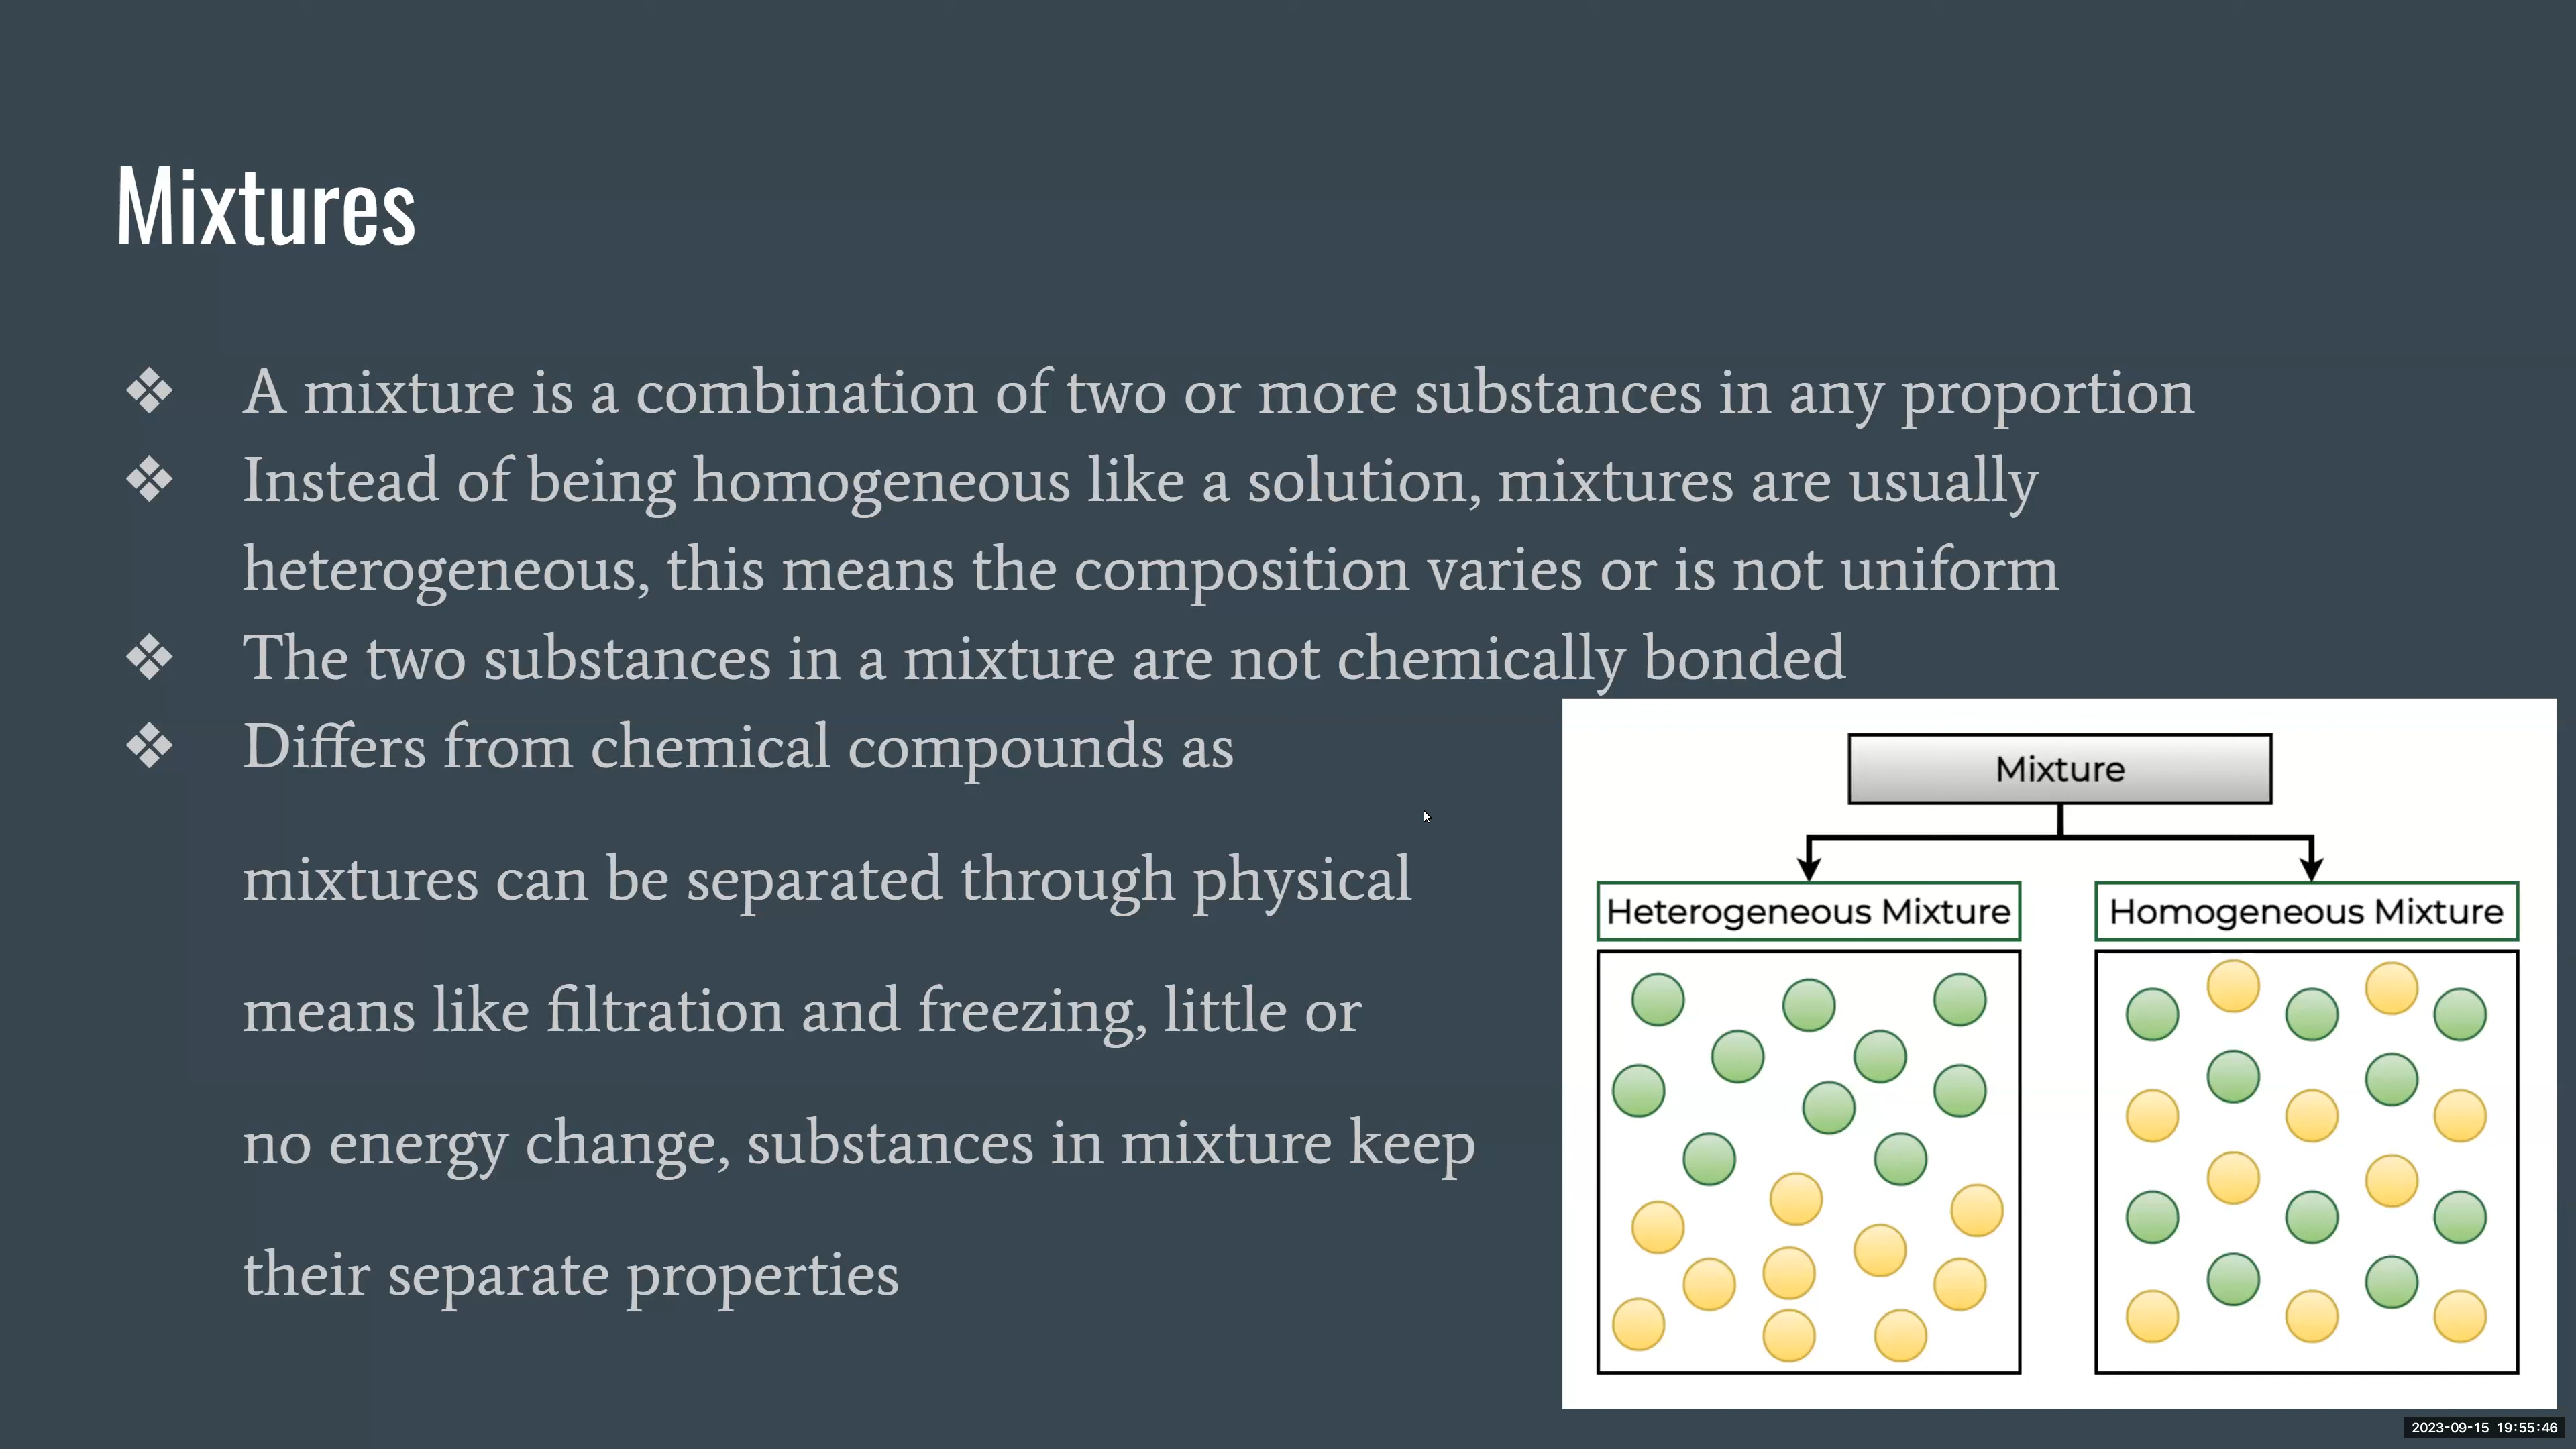 Mixtures
❖ A mixture is a combination of two or more substances in any proportion
❖ Instead of being homogeneous like a solution, mixtures are usually
heterogeneous, this means the composition varies or is not uniform
❖ The two substances in a mixture are not chemically bonded
❖ Differs from chemical compounds as
mixtures can be separated through physical
means like filtration and freezing, little or
no energy change, substances in mixture keep
their separate properties
Mixture
Heterogeneous Mixture
Homogeneous Mixture
2023-09-15 19:55:46